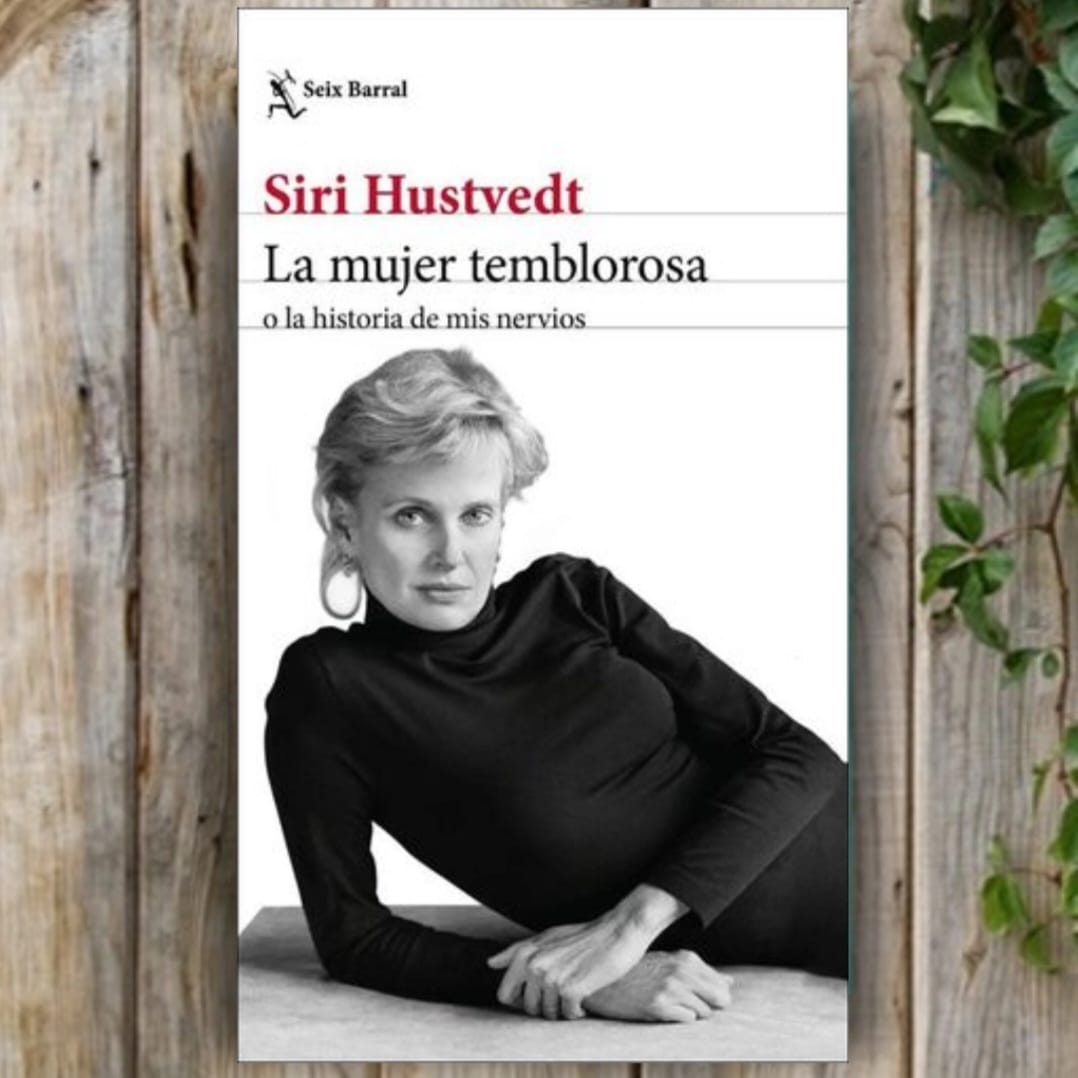 Seix Barral
Siri Hustvedt
La mujer temblorosa
o la historia de mis nervios